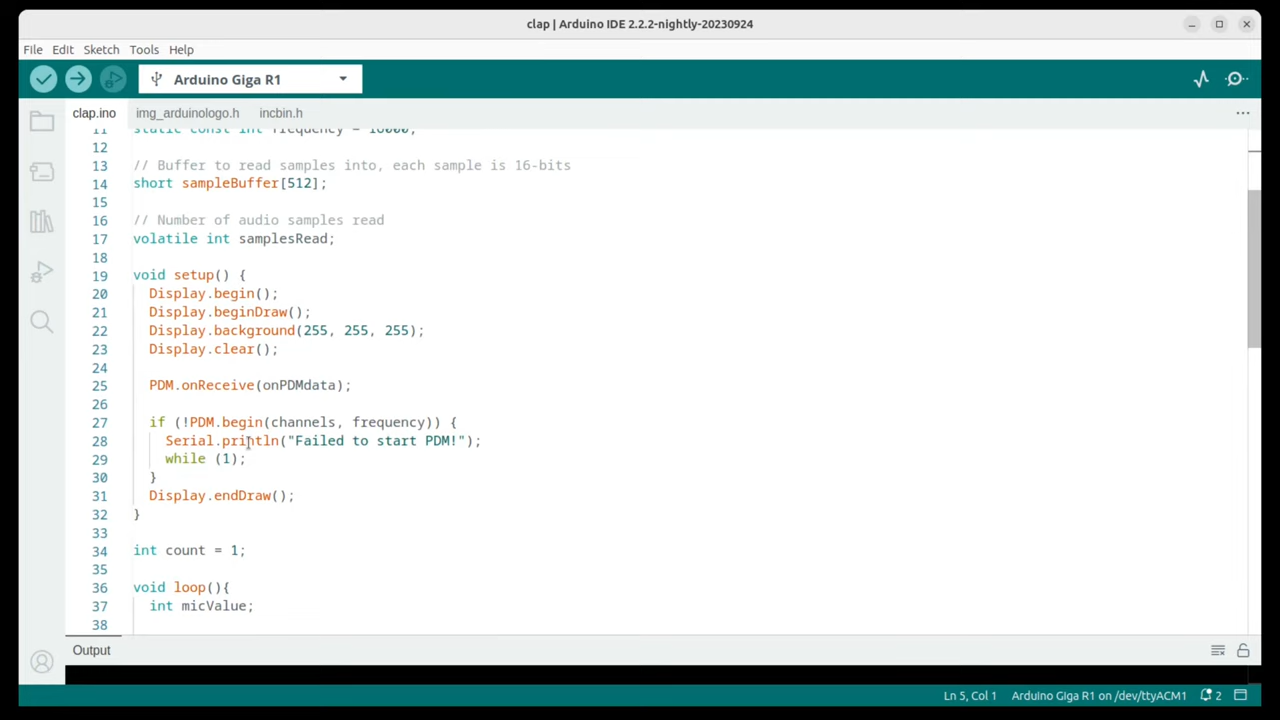 clap | Arduino IDE 2.2.2-nightly-20230924
File Edit Sketch Tools Help
Arduino Giga R1
clap.ino img_arduinologo.h incbin.h
11 static const int frequency = 16000;
12
13 // Buffer to read samples into, each sample is 16-bits
14 short sampleBuffer[512];
15
16 // Number of audio samples read
17 volatile int samplesRead;
18
19 void setup() {
20 Display.begin();
21 Display.beginDraw();
22 Display.background(255, 255, 255);
23 Display.clear();
24
25 PDM.onReceive(onPDMdata);
26
27 if (!PDM.begin(channels, frequency)) {
28 Serial.println("Failed to start PDM!");
29 while (1);
30 }
31 Display.endDraw();
32 }
33
34 int count = 1;
35
36 void loop(){
37 int micValue;
38
Output
Ln 5, Col 1 Arduino Giga R1 on /dev/ttyACM1 2